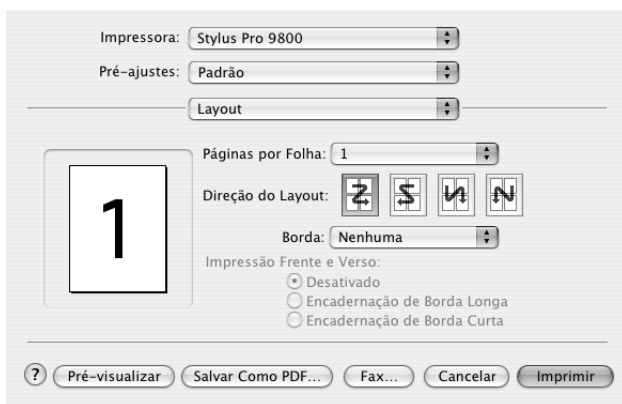 Impressora: Stylus Pro 9800
Pré-ajustes: Padrão
Layout
Páginas por Folha: 1
1
Direção do Layout:
Borda: Nenhuma
Impressão Frente e Verso:
Desativado
Encadernação de Borda Longa
Encadernação de Borda Curta
? Pré-visualizar Salvar Como PDF... Fax... Cancelar Imprimir